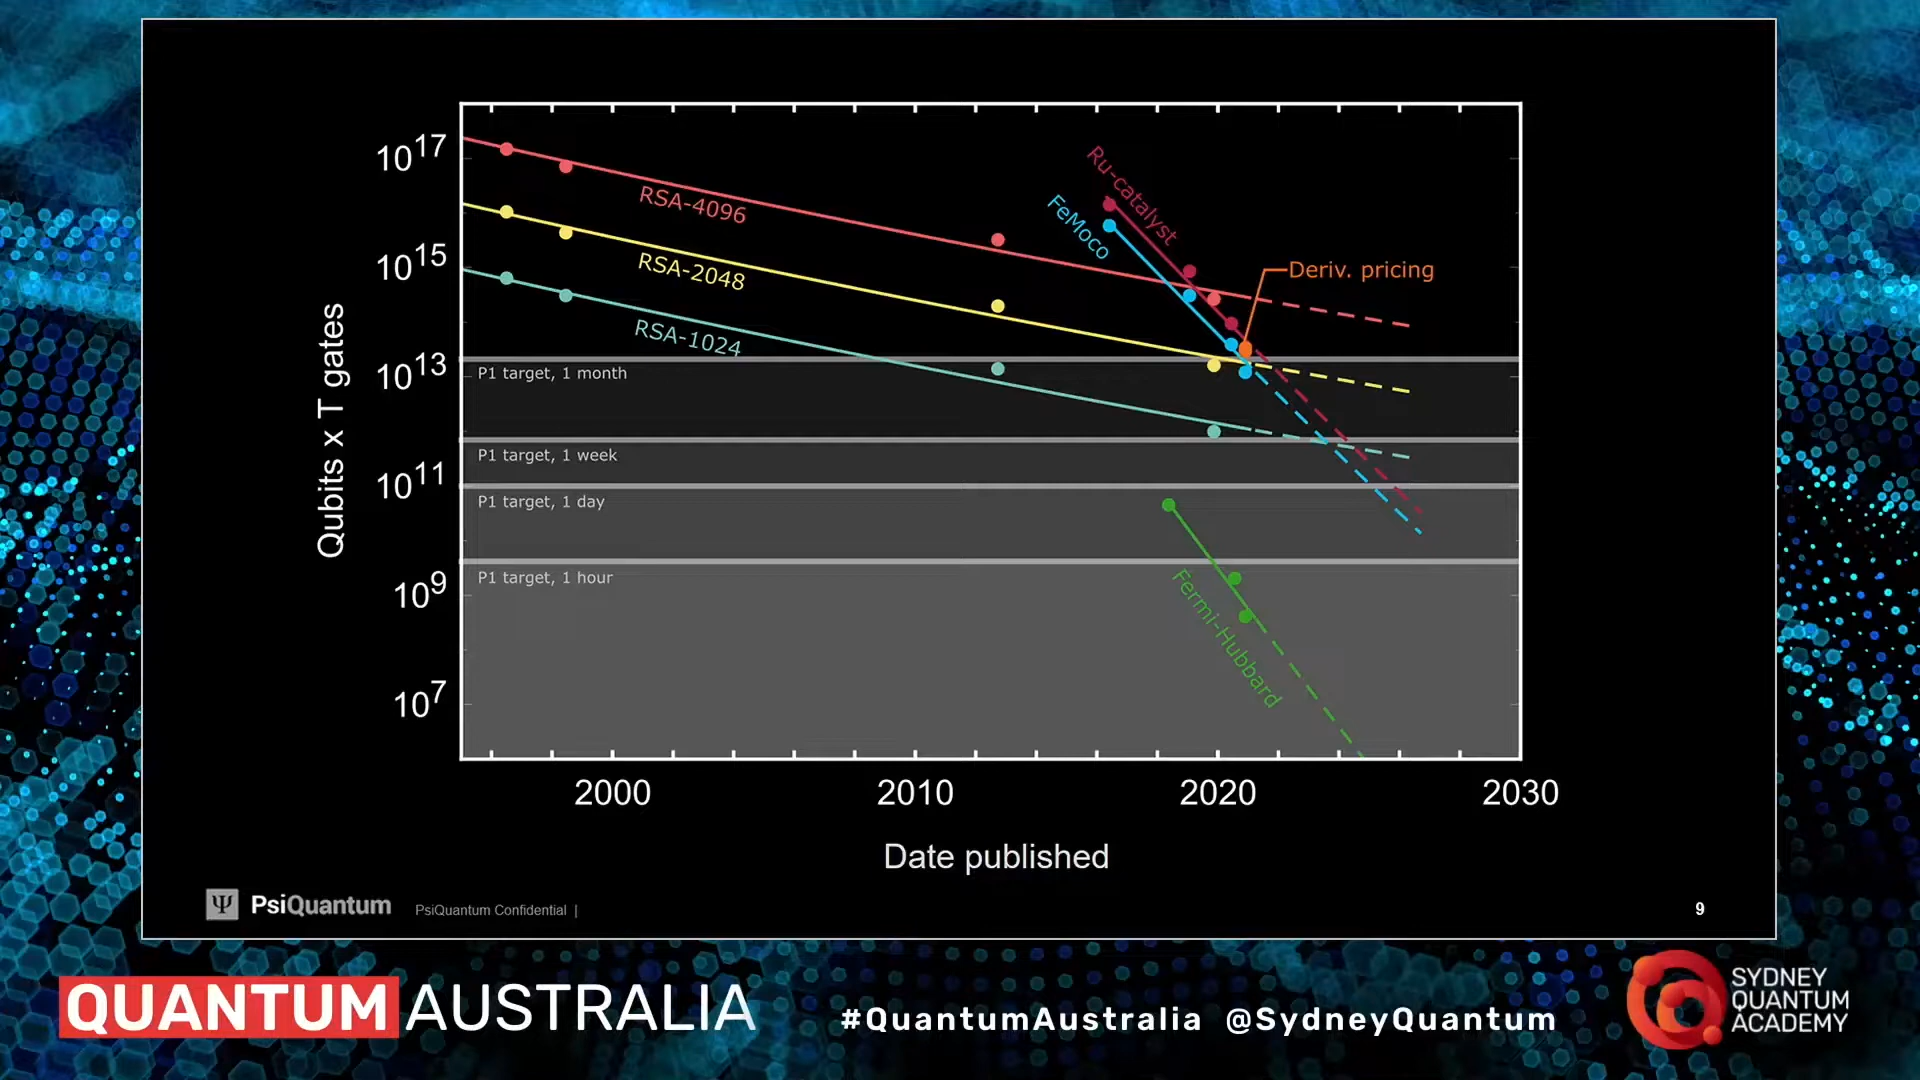 10^17
10^15
10^13
10^11
10^9
10^7
Qubits x T gates
RSA-4096
RSA-2048
RSA-1024
Ru-catalyst
FeMoco
Deriv. pricing
Fermi-Hubbard
P1 target, 1 month
P1 target, 1 week
P1 target, 1 day
P1 target, 1 hour
2000 2010 2020 2030
Date published
Ψ PsiQuantum PsiQuantum Confidential | 9
QUANTUM AUSTRALIA
#QuantumAustralia @SydneyQuantum
SYDNEY
QUANTUM
ACADEMY